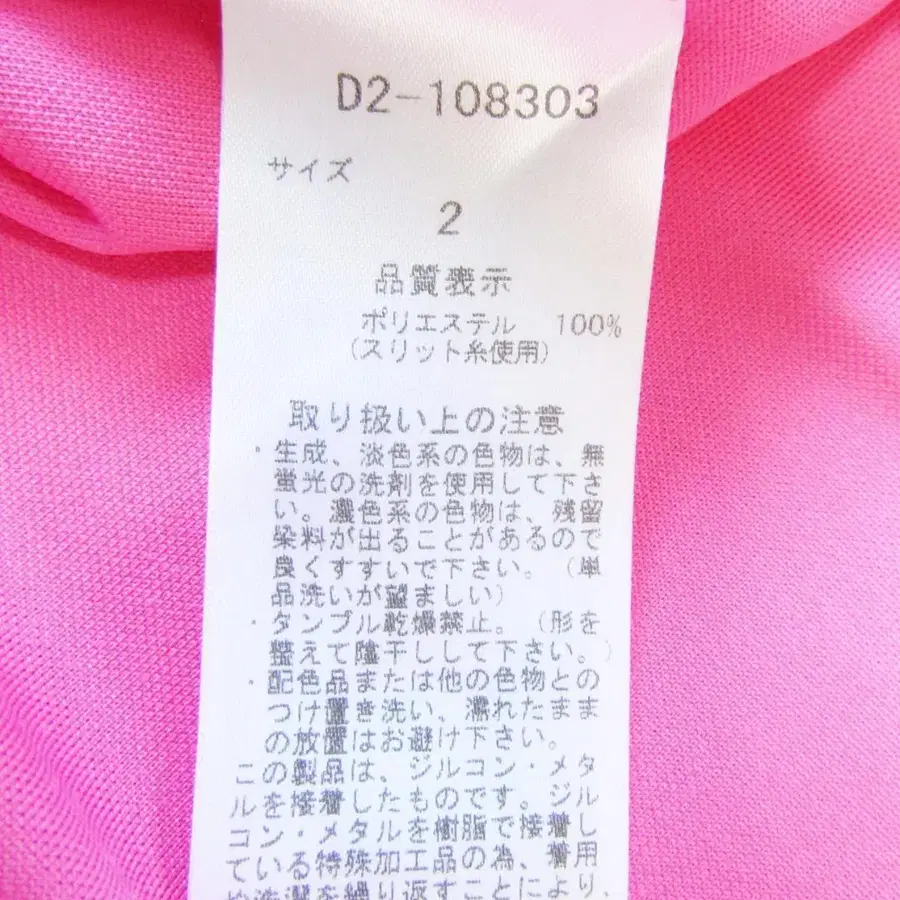 D2-108303
サイズ
2
品質表示
ポリエステル 100%
(スリット糸使用)
取り扱い上の注意
・生成、淡色系の色物は、無
蛍光の洗剤を使用して下さ
い。濃色系の色物は、残留
染料が出ることがあるので
良くすすいで下さい。(単
品洗いが望ましい)
・タンブル乾燥禁止。(形を
整えて陰干しして下さい。)
・配色品または他の色物との
つけ置き洗い、濡れたまま
の放置はお避け下さい。
この製品は、ジルコン・メタ
ルを接着したものです。ジル
コン・メタルを樹脂で接着し
ている特殊加工品の為、着用
や洗濯を繰り返すことにより、